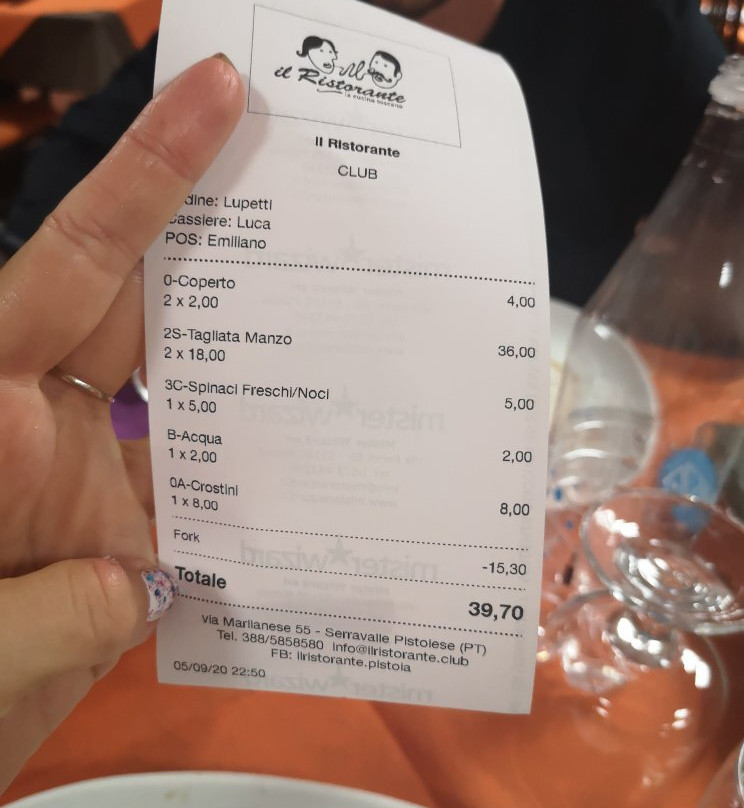 il Ristorante
la cucina toscana
Il Ristorante
CLUB
dine: Lupetti
Cassiere: Luca
POS: Emiliano
0-Coperto
2 x 2,00 4,00
2S-Tagliata Manzo
2 x 18,00 36,00
3C-Spinaci Freschi/Noci
1 x 5,00 5,00
B-Acqua
1 x 2,00 2,00
0A-Crostini
1 x 8,00 8,00
Fork -15,30
Totale 39,70
via Marlianese 55 - Serravalle Pistoiese (PT)
Tel. 388/5858580 info@ilristorante.club
FB: ilristorante.pistoia
05/09/20 22:50